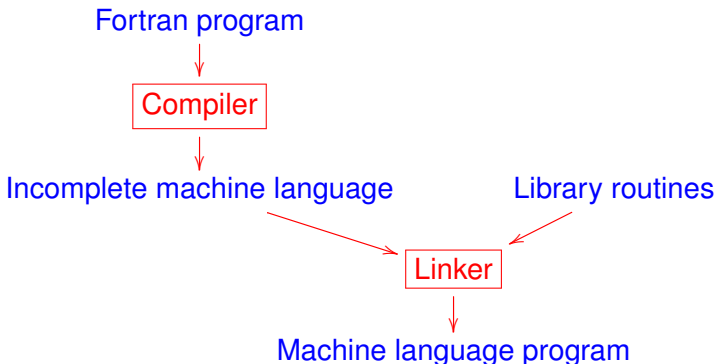 Fortran program
Compiler
Incomplete machine language
Library routines
Linker
Machine language program